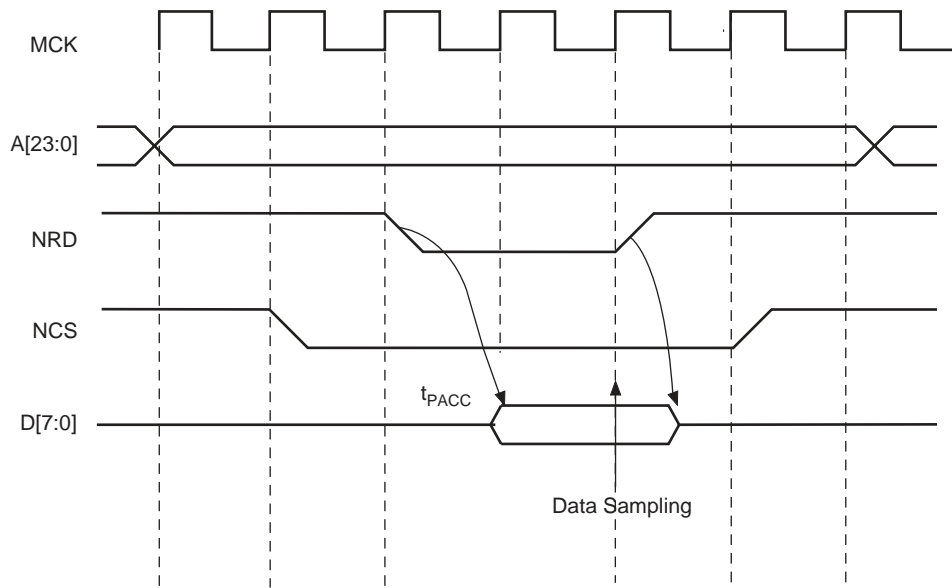 MCK
A[23:0]
NRD
NCS
tPACC
D[7:0]
Data Sampling